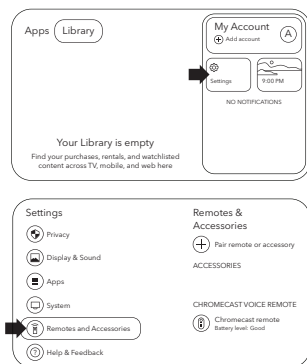 Apps Library
My Account
Add account
A
Settings
9:00 PM
NO NOTIFICATIONS
Your Library is empty
Find your purchases, rentals, and watchlisted
content across TV, mobile, and web here
Settings
Privacy
Display & Sound
Apps
System
Remotes and Accessories
Help & Feedback
Remotes &
Accessories
Pair remote or accessory
ACCESSORIES
CHROMECAST VOICE REMOTE
Chromecast remote
Battery level: Good